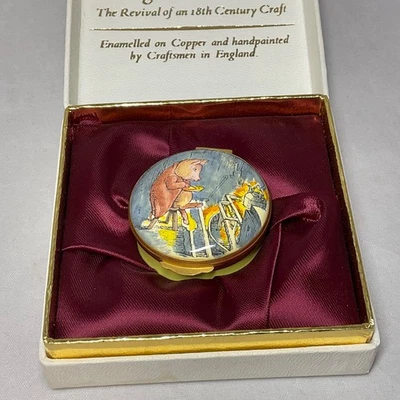 The Revival of an 18th Century Craft
Enamelled on Copper and handpainted
by Craftsmen in England.